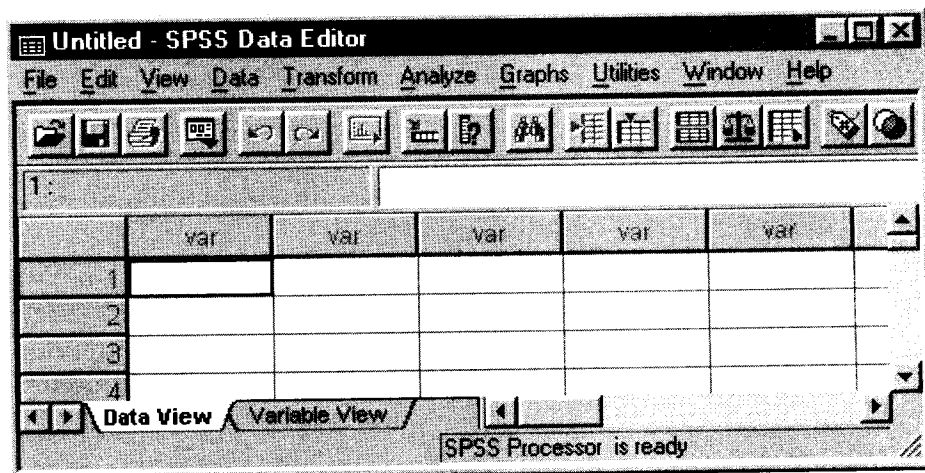 Untitled - SPSS Data Editor
File Edit View Data Transform Analyze Graphs Utilities Window Help
1 :
var var var var var
1
2
3
4
Data View Variable View
SPSS Processor is ready